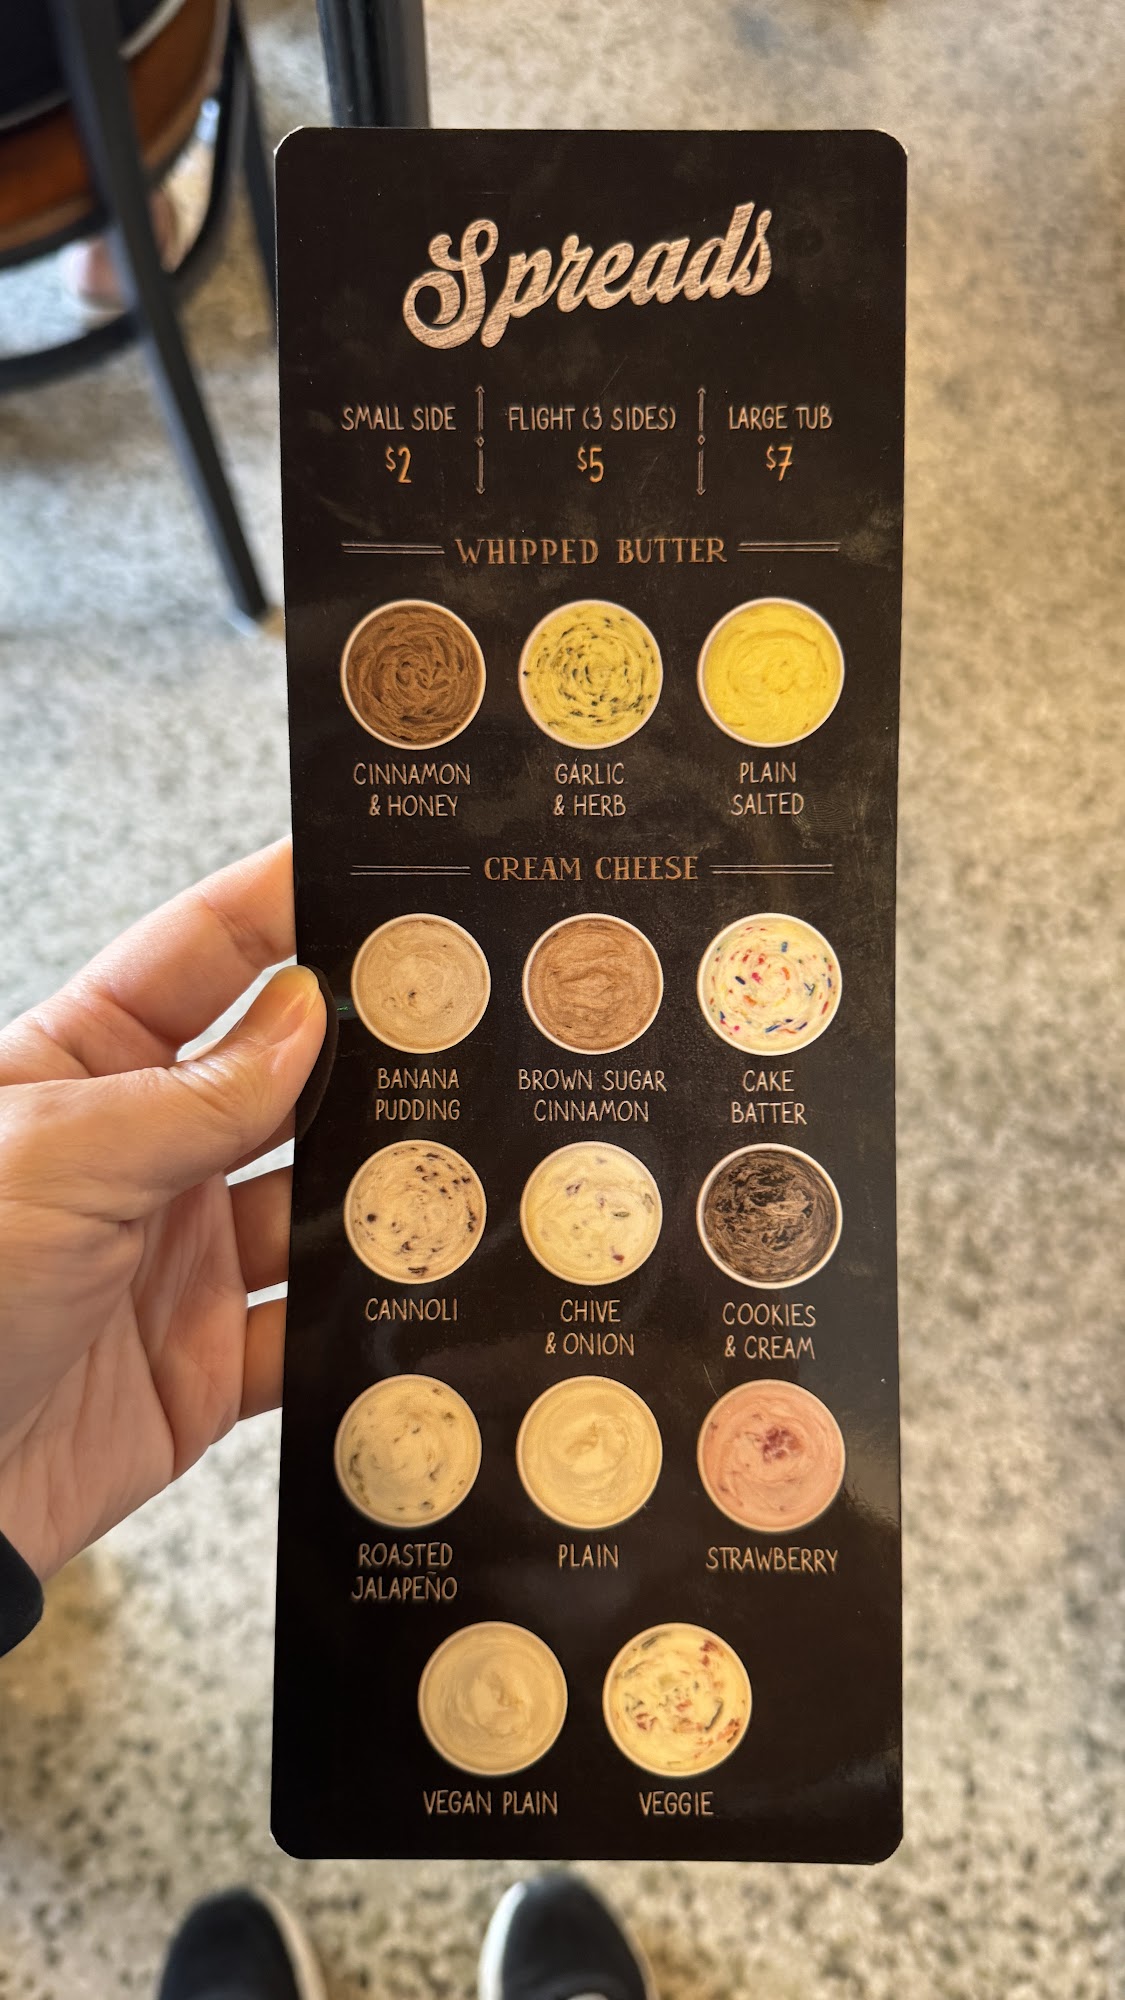 Spreads
SMALL SIDE
$2
FLIGHT (3 SIDES)
$5
LARGE TUB
$7
WHIPPED BUTTER
CINNAMON
& HONEY
GARLIC
& HERB
PLAIN
SALTED
CREAM CHEESE
BANANA
PUDDING
BROWN SUGAR
CINNAMON
CAKE
BATTER
CANNOLI
CHIVE
& ONION
COOKIES
& CREAM
ROASTED
JALAPEÑO
PLAIN
STRAWBERRY
VEGAN PLAIN
VEGGIE